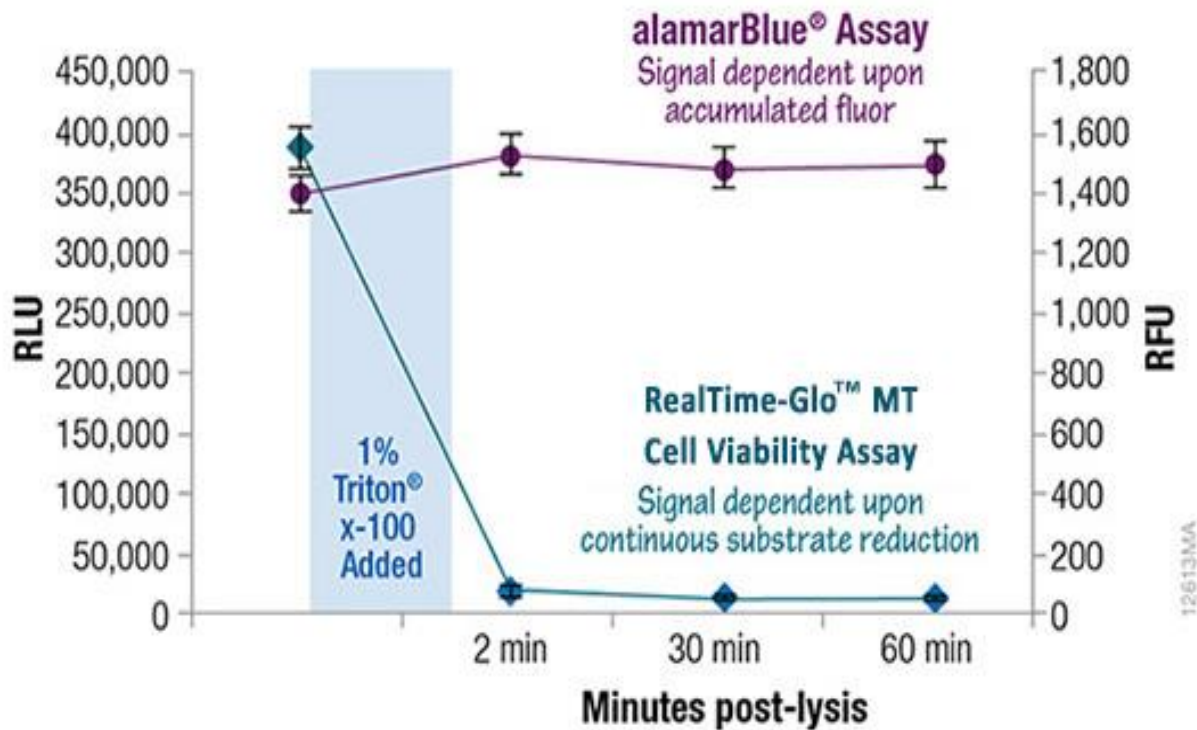 alamarBlue® Assay
Signal dependent upon
accumulated fluor
450,000
400,000
350,000
300,000
250,000
200,000
150,000
100,000
50,000
0
RLU
1,800
1,600
1,400
1,200
1,000
800
600
400
200
0
RFU
1%
Triton®
x-100
Added
RealTime-Glo™ MT
Cell Viability Assay
Signal dependent upon
continuous substrate reduction
2 min
30 min
60 min
Minutes post-lysis
12613MA